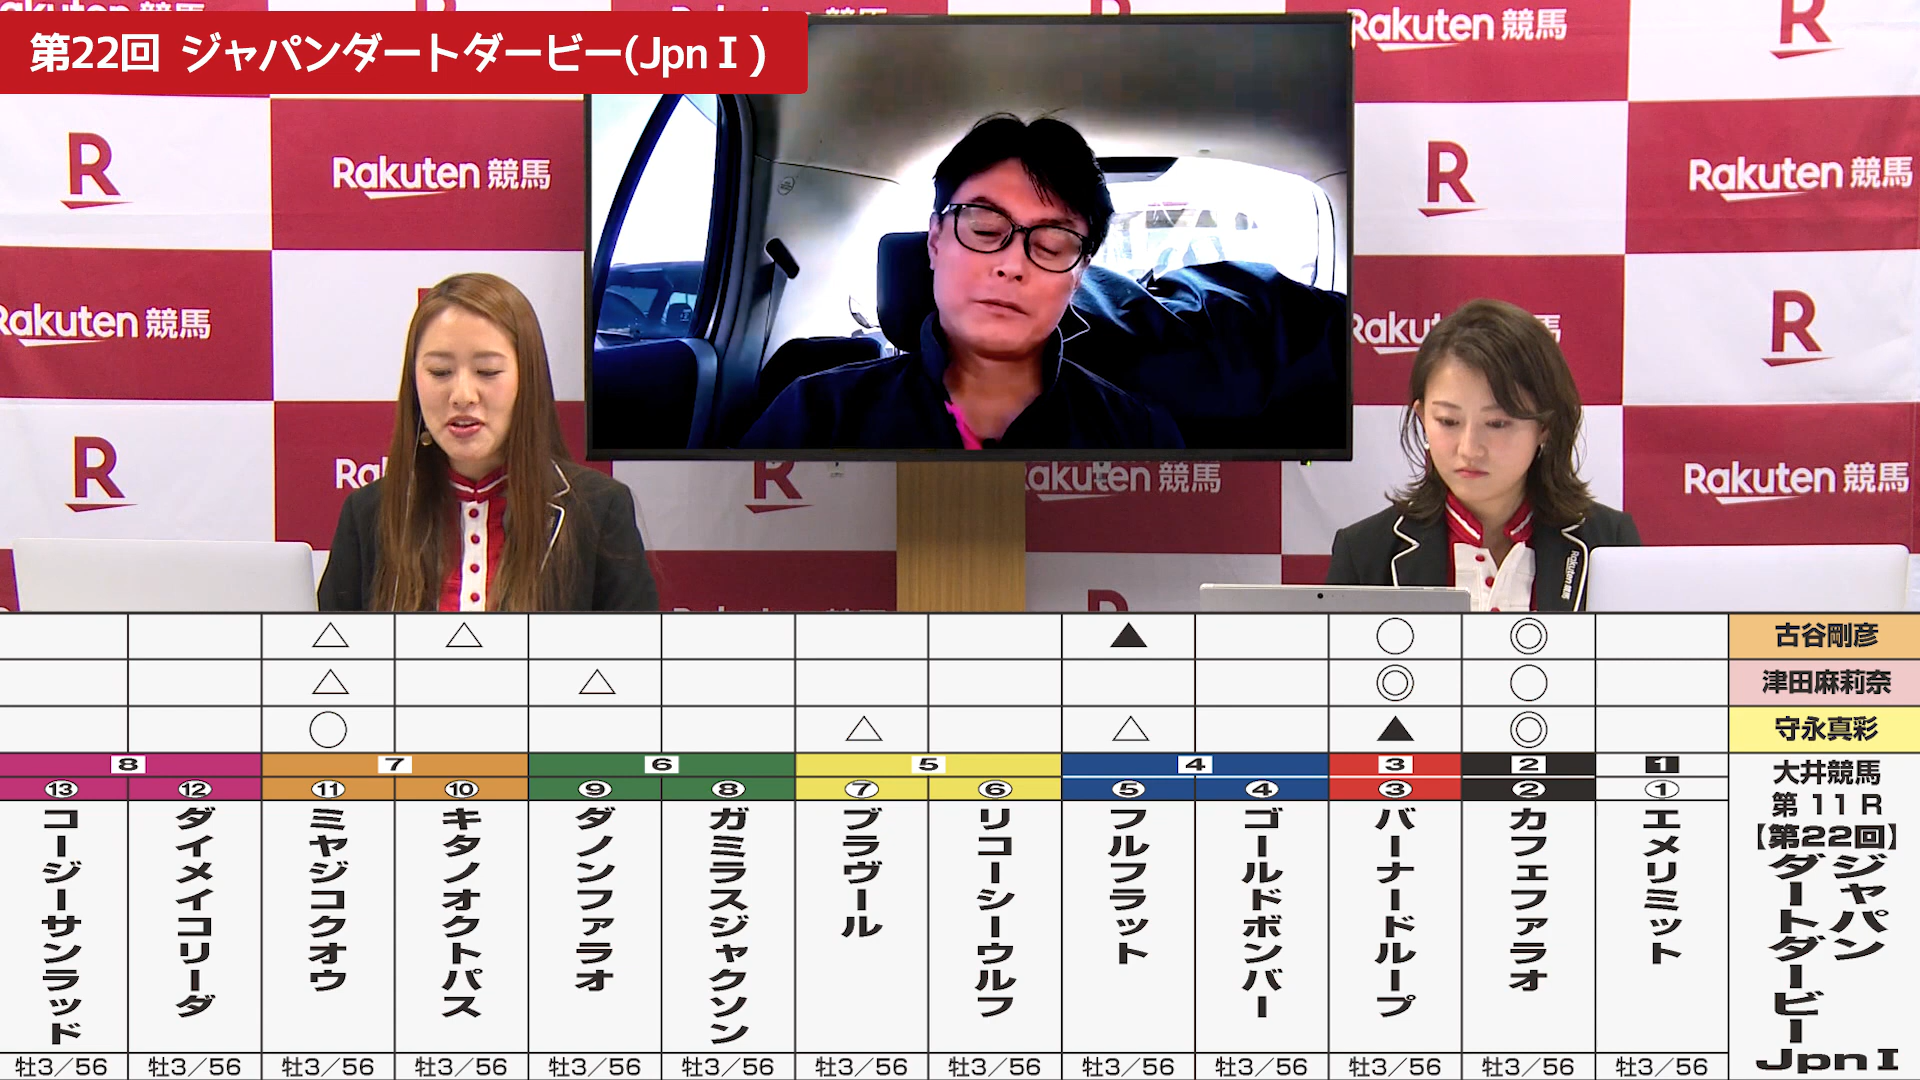 第22回 ジャパンダートダービー(JpnⅠ)
Rakuten 競馬
Rakuten 競馬
R
R
Rakuten 競馬
R
Rakuten 競馬
Rakuten 競馬
R
R
Rakuten 競馬
Rakuten 競馬
△ △ ▲ ○ ◎ 古谷剛彦
△ △ ◎ ○ 津田麻莉奈
○ △ △ ▲ ◎ 守永真彩
8 7 6 5 4 3 2 1
⑬ ⑫ ⑪ ⑩ ⑨ ⑧ ⑦ ⑥ ⑤ ④ ③ ② ①
大井競馬
第11R
【第22回】
ジャパン
ダートダービー
JpnⅠ
エメリミット
カフェファラオ
バーナードループ
ゴールドボンバー
フルフラット
リコーシーウルフ
ブラヴール
ガミラスジャクソン
ダノンファラオ
キタノオクトパス
ミヤジコクオウ
ダイメイコリーダ
コージーサンラッド
牡3／56 牡3／56 牡3／56 牡3／56 牡3／56 牡3／56 牡3／56 牡3／56 牡3／56 牡3／56 牡3／56 牡3／56 牡3／56